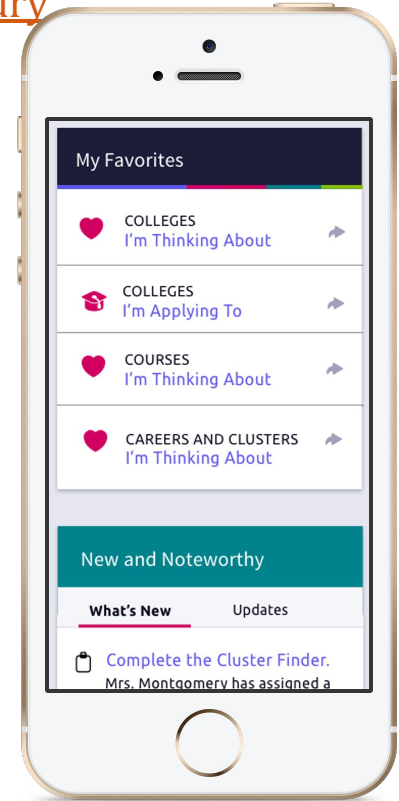 ury
My Favorites
COLLEGES
I'm Thinking About
COLLEGES
I'm Applying To
COURSES
I'm Thinking About
CAREERS AND CLUSTERS
I'm Thinking About
New and Noteworthy
What's New Updates
Complete the Cluster Finder.
Mrs. Montgomery has assigned a